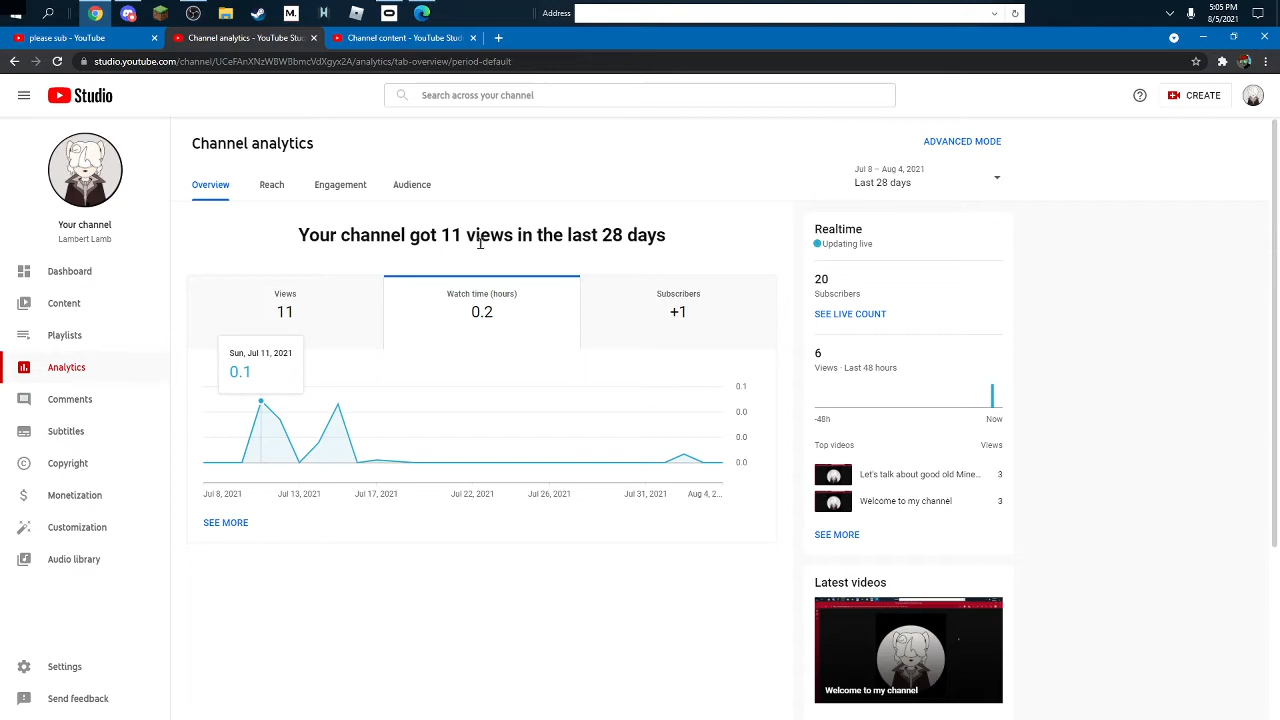 Address
5:05 PM
8/5/2021
please sub - YouTube
Channel analytics - YouTube Stud
Channel content - YouTube Stud
studio.youtube.com/channel/UCeFAnXNzWBWBbmcVdXgyx2A/analytics/tab-overview/period-default
Studio
Search across your channel
CREATE
Your channel
Lambert Lamb
Dashboard
Content
Playlists
Analytics
Comments
Subtitles
Copyright
Monetization
Customization
Audio library
Settings
Send feedback
Channel analytics
ADVANCED MODE
Overview
Reach
Engagement
Audience
Jul 8 – Aug 4, 2021
Last 28 days
Your channel got 11 views in the last 28 days
Views
11
Watch time (hours)
0.2
Subscribers
+1
Sun, Jul 11, 2021
0.1
0.1
0.0
0.0
0.0
Jul 8, 2021
Jul 13, 2021
Jul 17, 2021
Jul 22, 2021
Jul 26, 2021
Jul 31, 2021
Aug 4, 2...
SEE MORE
Realtime
Updating live
20
Subscribers
SEE LIVE COUNT
6
Views · Last 48 hours
-48h
Now
Top videos
Views
Let's talk about good old Mine...
3
Welcome to my channel
3
SEE MORE
Latest videos
Welcome to my channel